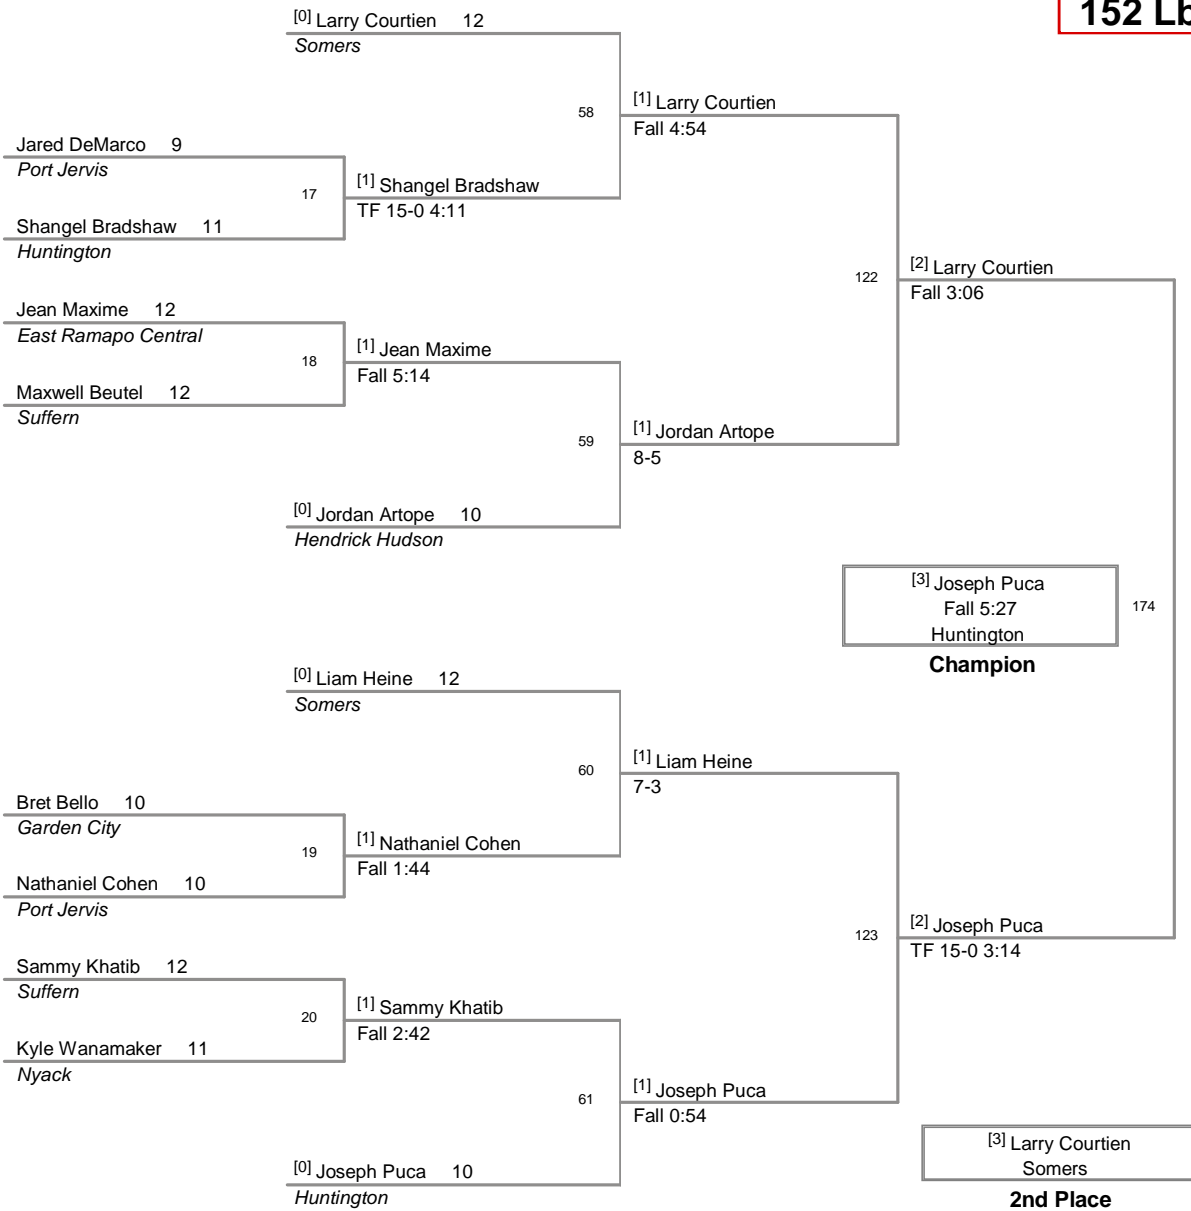 152 Lb
[0] Larry Courtien 12
Somers
58
[1] Larry Courtien
Fall 4:54
Jared DeMarco 9
Port Jervis
17
[1] Shangel Bradshaw
TF 15-0 4:11
Shangel Bradshaw 11
Huntington
122
[2] Larry Courtien
Fall 3:06
Jean Maxime 12
East Ramapo Central
18
[1] Jean Maxime
Fall 5:14
Maxwell Beutel 12
Suffern
59
[1] Jordan Artope
8-5
[0] Jordan Artope 10
Hendrick Hudson
[3] Joseph Puca
Fall 5:27
Huntington
Champion
174
[0] Liam Heine 12
Somers
60
[1] Liam Heine
7-3
Bret Bello 10
Garden City
19
[1] Nathaniel Cohen
Fall 1:44
Nathaniel Cohen 10
Port Jervis
123
[2] Joseph Puca
TF 15-0 3:14
Sammy Khatib 12
Suffern
20
[1] Sammy Khatib
Fall 2:42
Kyle Wanamaker 11
Nyack
61
[1] Joseph Puca
Fall 0:54
[0] Joseph Puca 10
Huntington
[3] Larry Courtien
Somers
2nd Place